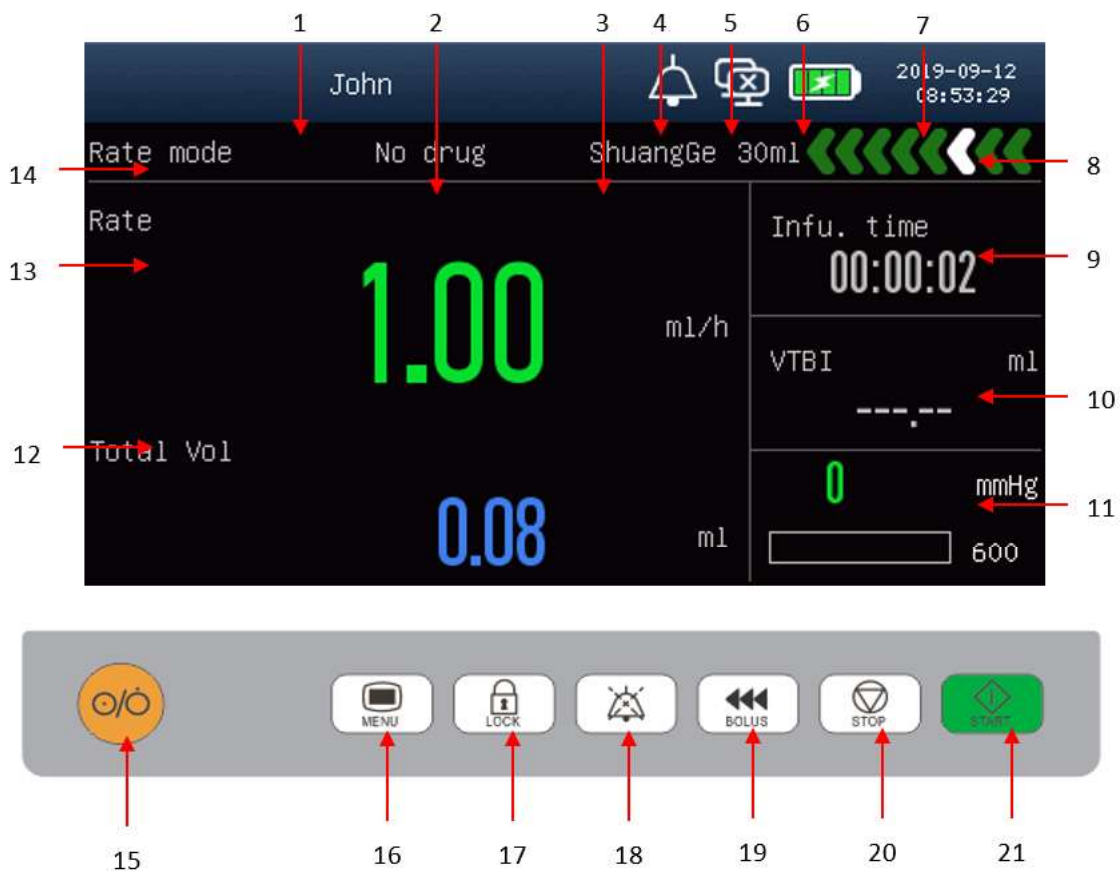 1 2 3 4 5 6 7
John 2019-09-12
08:53:29
Rate mode No drug ShuangGe 30ml
14 8
Rate Infu. time
13 00:00:02 9
1.00 ml/h
VTBI ml
---.-- 10
12 Total Vol
0 mmHg
11
0.08 ml 600
MENU LOCK BOLUS STOP START
15 16 17 18 19 20 21